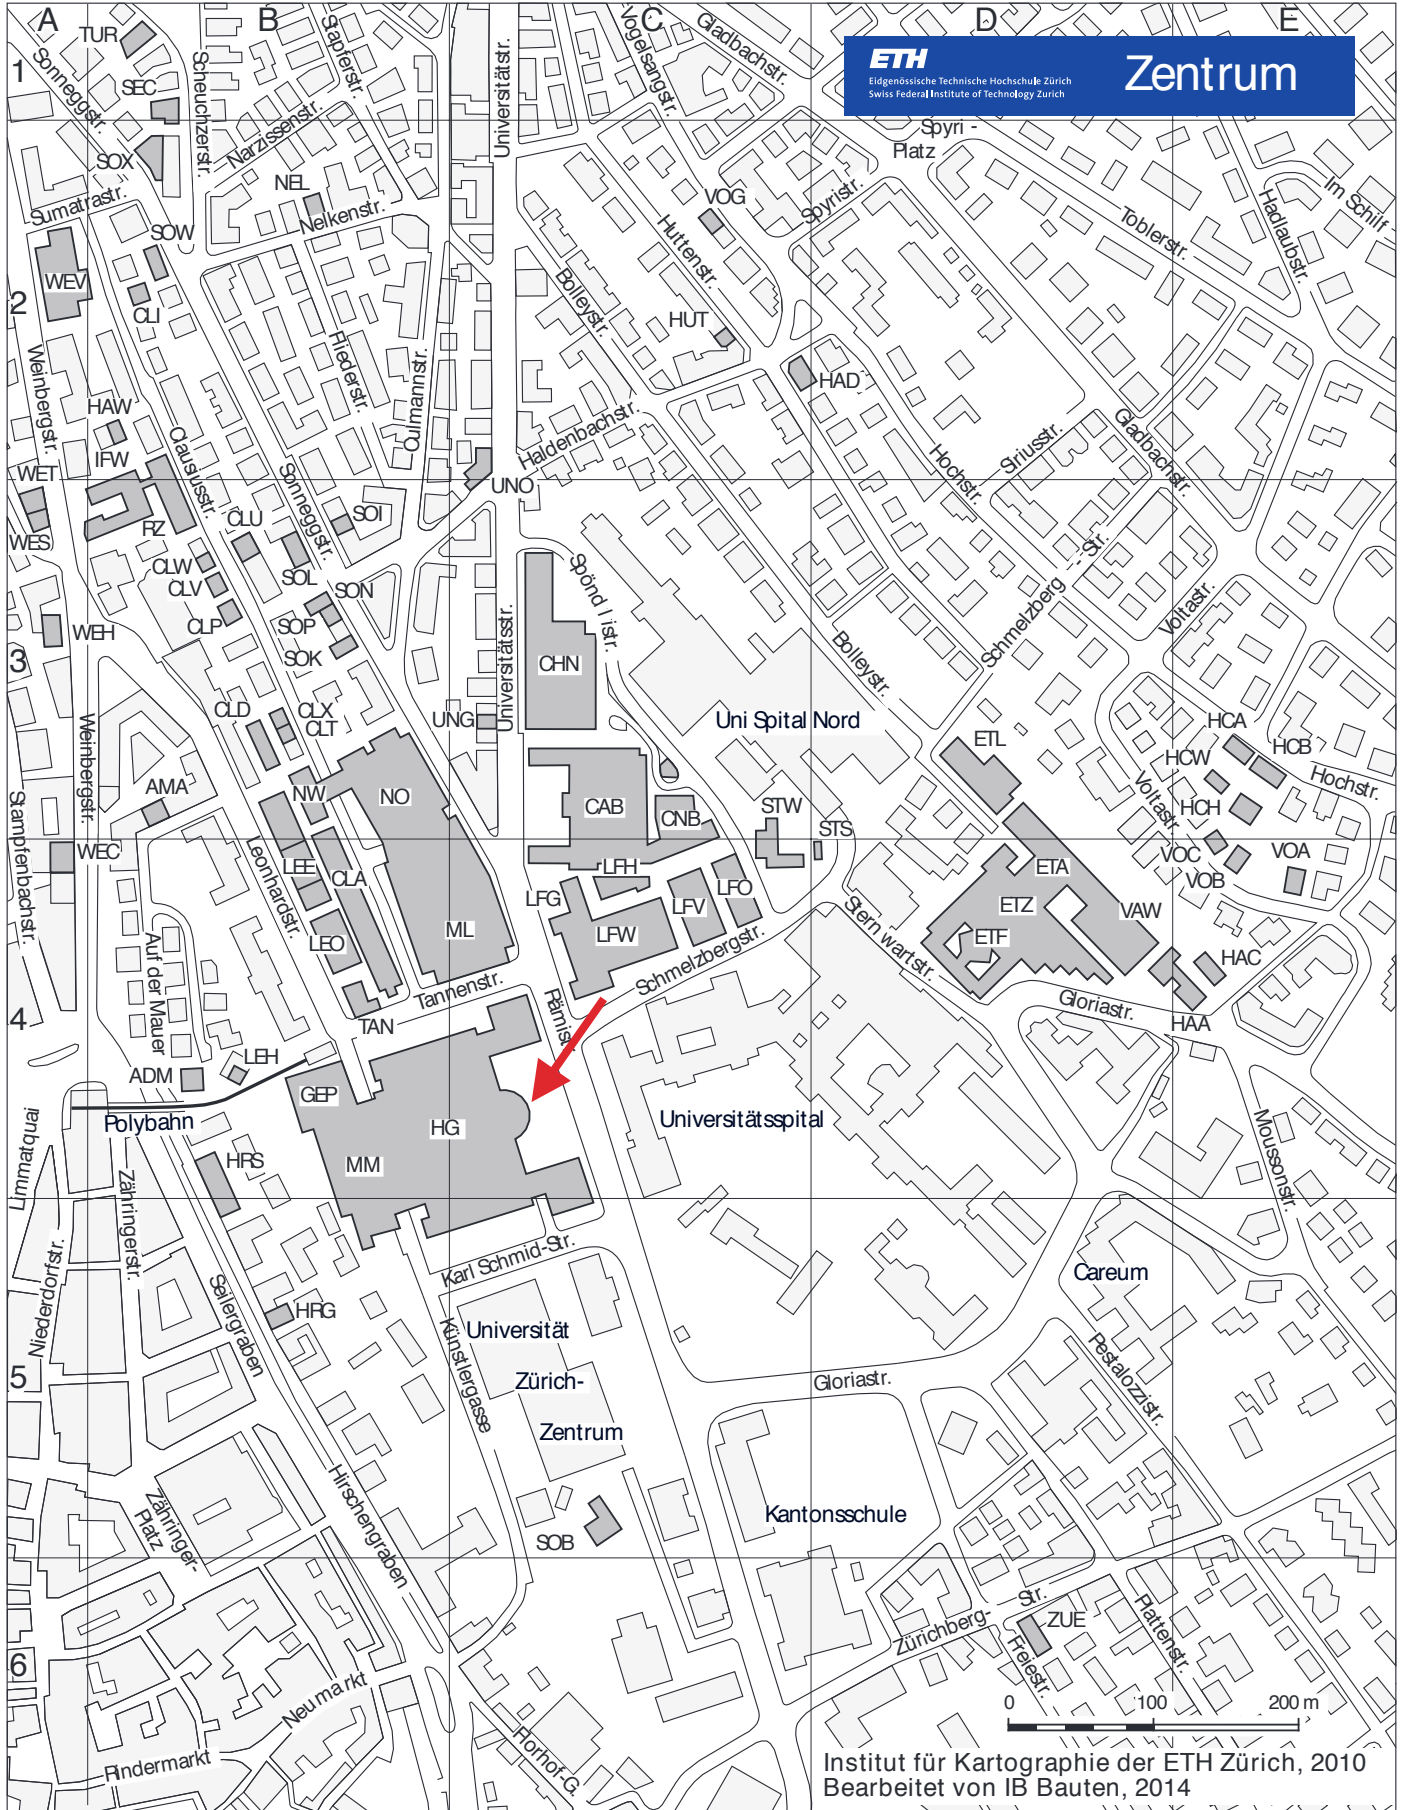 A
B
C
D
E
1
2
3
4
5
6
ETH
Eidgenössische Technische Hochschule Zürich
Swiss Federal Institute of Technology Zurich
Zentrum
TUR
Sonneggstr.
SEC
Scheuchzerstr.
Stapferstr.
Universitätstr.
Vogelsangstr.
Gladbachstr.
SOX
Narzissenstr.
Spyri -
Platz
NEL
Sumatrastr.
Nelkenstr.
VOG
Spyristr.
Huttenstr.
Toblerstr.
Hadlaubstr.
Im Schilf -
SOW
WEV
CLI
Bolleystr.
HUT
HAD
Weinbergstr.
Riederstr.
Culmannstr.
HAW
IFW
Clausiusstr.
Haldenbachstr.
Hochstr.
Siriusstr.
Gladbachstr.
WET
WES
RZ
CLU
Sonneggstr.
SOI
UNO
CLW
CLV
SOL
SON
CLP
SOP
SOK
WEH
Spöndlistr.
Schmelzberg - Str.
Voltastr.
Universitätsstr.
CHN
Bolleystr.
Uni Spital Nord
CLD
CLX
CLT
UNG
Weinbergstr.
ETL
HCA
HCB
HCW
Hochstr.
HCH
Voltastr.
AMA
NW
NO
CAB
CNB
STW
STS
Stampfenbachstr.
WEC
Leonhardstr.
LEE
CLA
LFH
LFG
LFV
LFO
ETA
ETZ
VOC
VOB
VOA
VAW
LEO
ML
LFW
ETF
Sternwartstr.
HAC
Auf der Mauer
Tannenstr.
Schmelzbergstr.
Rämistr.
Gloriastr.
HAA
TAN
LEH
ADM
GEP
HG
MM
Polybahn
Universitätsspital
Limmatquai
Zähringerstr.
HRS
Moussonstr.
Niederdorfstr.
Seilergraben
Karl Schmid-Str.
Careum
HRG
Künstlergasse
Universität
Zürich-
Zentrum
Gloriastr.
Pestalozzistr.
Hirschengraben
Zähringer-
Platz
Kantonsschule
SOB
Zürichberg- Str.
ZUE
Freiestr.
Plattenstr.
Neumarkt
Rindermarkt
Florhof-G.
0 100 200 m
Institut für Kartographie der ETH Zürich, 2010
Bearbeitet von IB Bauten, 2014